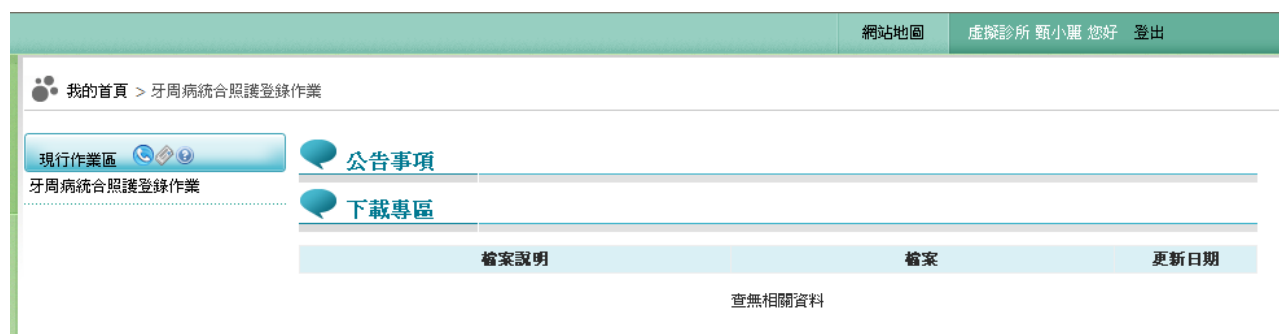 網站地圖 虛擬診所 甄小麗 您好 登出
我的首頁 > 牙周病統合照護登錄作業
現行作業區
牙周病統合照護登錄作業
公告事項
下載專區
檔案說明 檔案 更新日期
查無相關資料